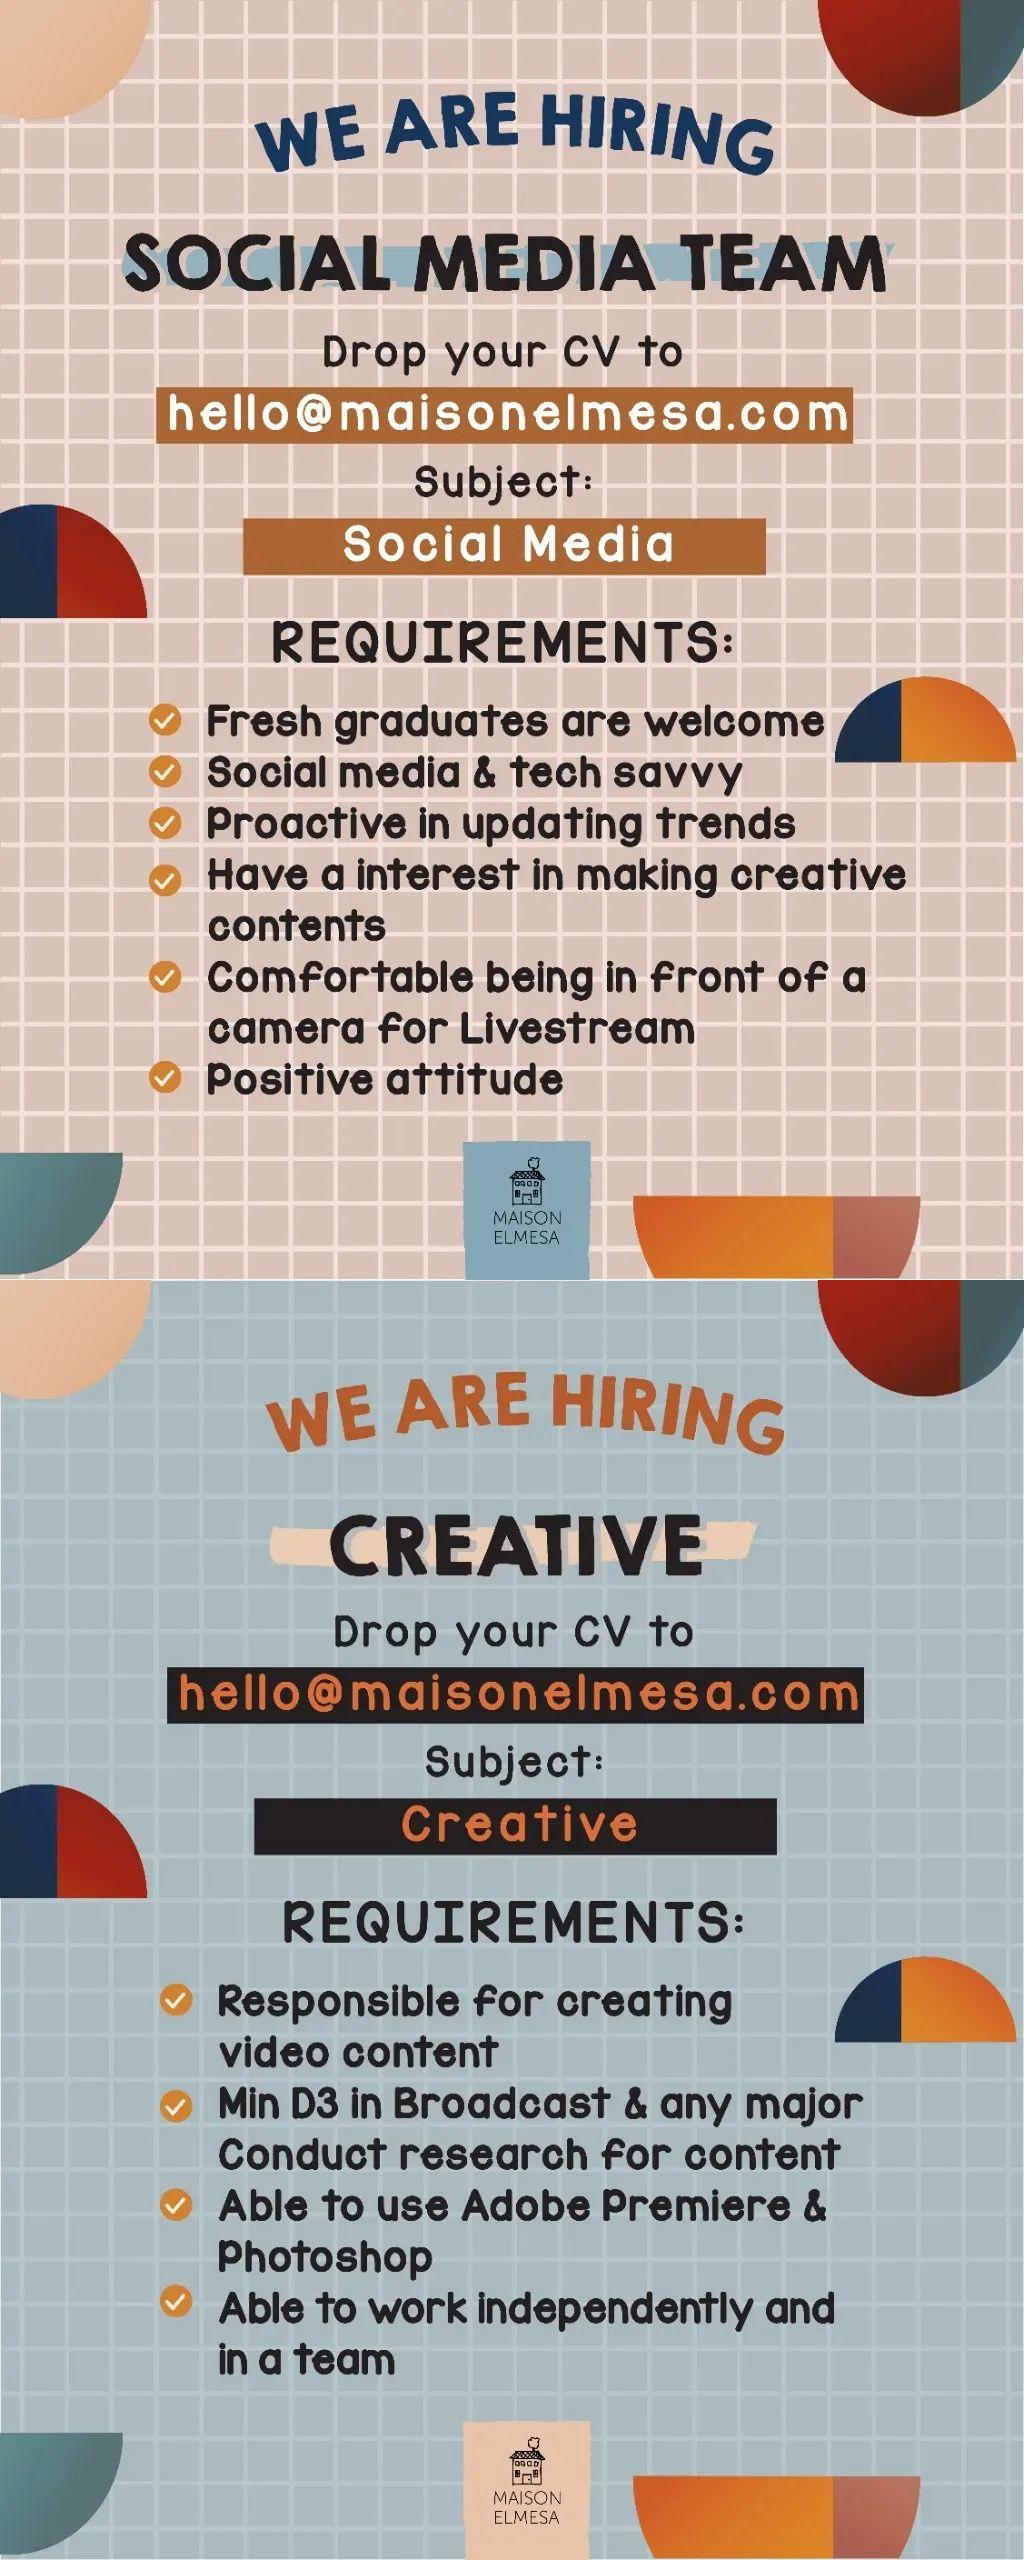 WE ARE HIRING
SOCIAL MEDIA TEAM
Drop your CV to
hello@maisonelmesa.com
Subject:
Social Media
REQUIREMENTS:
Fresh graduates are welcome
Social media & tech savvy
Proactive in updating trends
Have a interest in making creative
contents
Comfortable being in front of a
camera for Livestream
Positive attitude
MAISON
ELMESA
WE ARE HIRING
CREATIVE
Drop your CV to
hello@maisonelmesa.com
Subject:
Creative
REQUIREMENTS:
Responsible for creating
video content
Min D3 in Broadcast & any major
Conduct research for content
Able to use Adobe Premiere &
Photoshop
Able to work independently and
in a team
MAISON
ELMESA